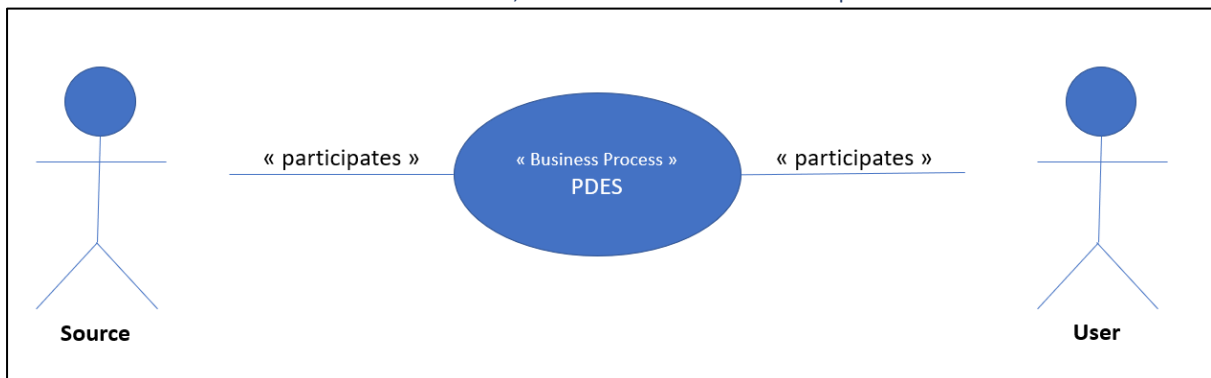 « participates »
« Business Process »
PDES
« participates »
Source
User